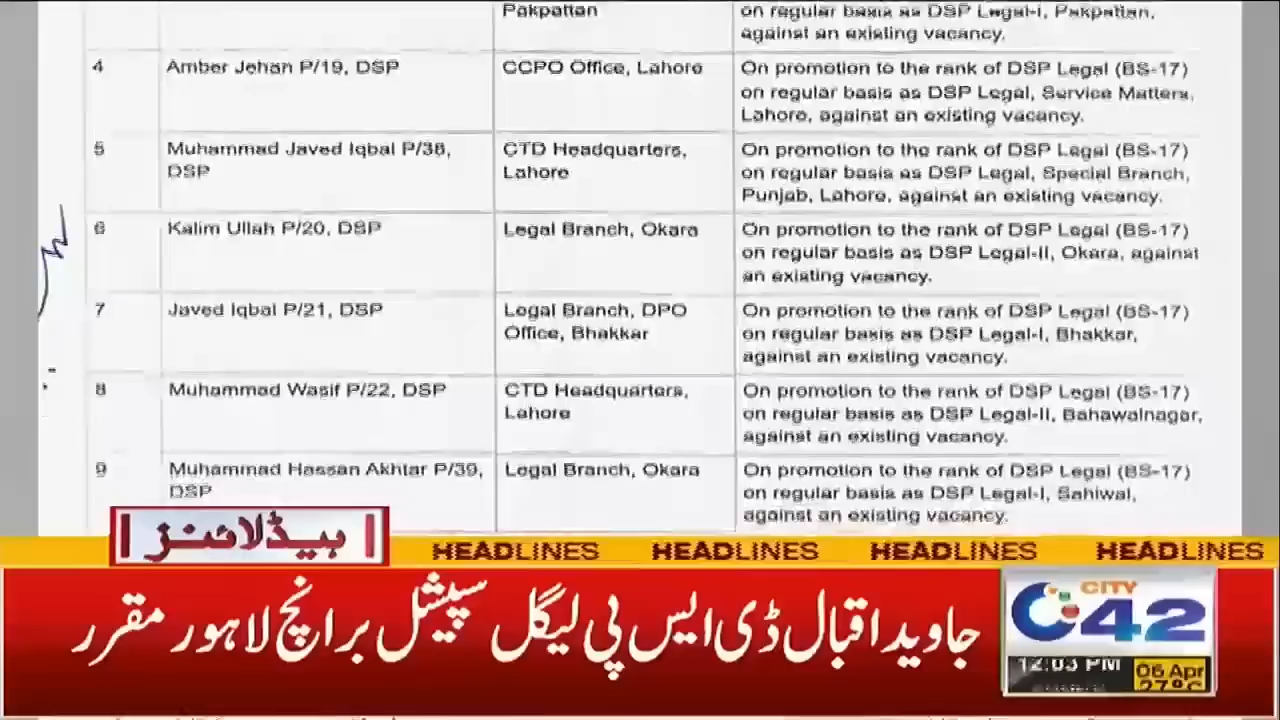 Pakpattan
on regular basis as DSP Legal-I, Pakpattan,
against an existing vacancy.
4
Amber Jehan P/19, DSP
CCPO Office, Lahore
On promotion to the rank of DSP Legal (BS-17)
on regular basis as DSP Legal, Service Matters,
Lahore, against an existing vacancy.
5
Muhammad Javed Iqbal P/38,
DSP
CTD Headquarters,
Lahore
On promotion to the rank of DSP Legal (BS-17)
on regular basis as DSP Legal, Special Branch,
Punjab, Lahore, against an existing vacancy.
6
Kalim Ullah P/20, DSP
Legal Branch, Okara
On promotion to the rank of DSP Legal (BS-17)
on regular basis as DSP Legal-II, Okara, against
an existing vacancy.
7
Javed Iqbal P/21, DSP
Legal Branch, DPO
Office, Bhakkar
On promotion to the rank of DSP Legal (BS-17)
on regular basis as DSP Legal-I, Bhakkar,
against an existing vacancy.
8
Muhammad Wasif P/22, DSP
CTD Headquarters,
Lahore
On promotion to the rank of DSP Legal (BS-17)
on regular basis as DSP Legal-II, Bahawalnagar,
against an existing vacancy.
9
Muhammad Hassan Akhtar P/39,
DSP
Legal Branch, Okara
On promotion to the rank of DSP Legal (BS-17)
on regular basis as DSP Legal-I, Sahiwal,
against an existing vacancy.
ہیڈلائنز
HEADLINES HEADLINES HEADLINES HEADLINES
جاوید اقبال ڈی ایس پی لیگل سپیشل برانچ لاہور مقرر
CITY
42
12:03 PM
06 Apr
27°C